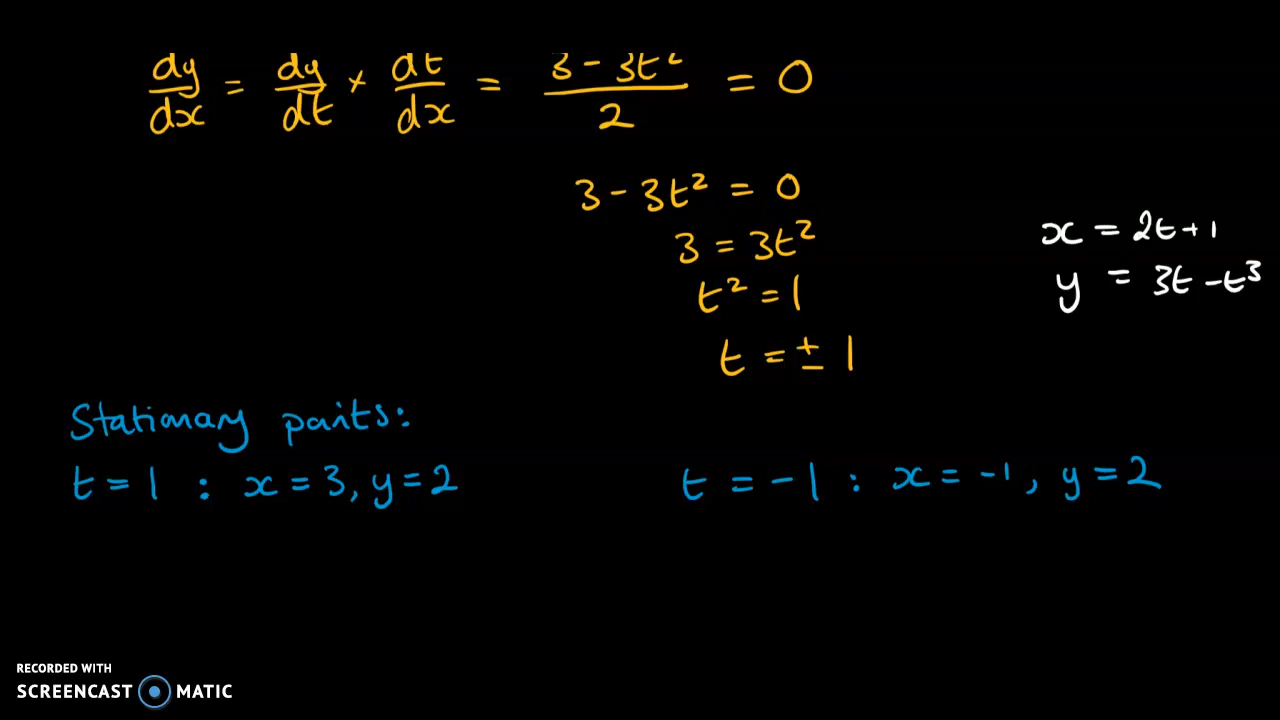 dy/dx = dy/dt × dt/dx = (3 - 3t²)/2 = 0
3 - 3t² = 0
3 = 3t²
t² = 1
t = ± 1
x = 2t + 1
y = 3t - t³
Stationary points:
t = 1 : x = 3, y = 2
t = -1 : x = -1, y = 2
RECORDED WITH
SCREENCAST MATIC